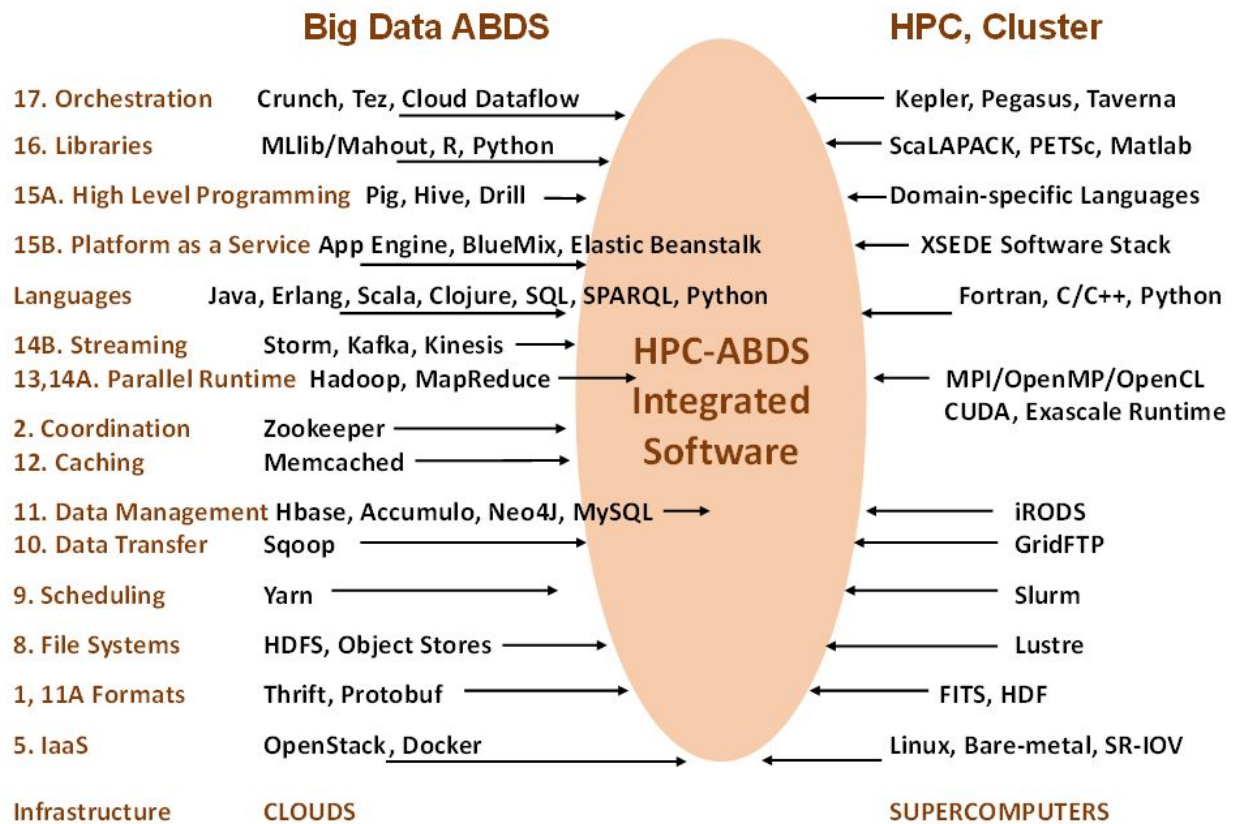 Big Data ABDS HPC, Cluster
17. Orchestration Crunch, Tez, Cloud Dataflow Kepler, Pegasus, Taverna
16. Libraries MLlib/Mahout, R, Python ScaLAPACK, PETSc, Matlab
15A. High Level Programming Pig, Hive, Drill Domain-specific Languages
15B. Platform as a Service App Engine, BlueMix, Elastic Beanstalk XSEDE Software Stack
Languages Java, Erlang, Scala, Clojure, SQL, SPARQL, Python Fortran, C/C++, Python
14B. Streaming Storm, Kafka, Kinesis
13,14A. Parallel Runtime Hadoop, MapReduce MPI/OpenMP/OpenCL
CUDA, Exascale Runtime
HPC-ABDS
Integrated
Software
2. Coordination Zookeeper
12. Caching Memcached
11. Data Management Hbase, Accumulo, Neo4J, MySQL iRODS
10. Data Transfer Sqoop GridFTP
9. Scheduling Yarn Slurm
8. File Systems HDFS, Object Stores Lustre
1, 11A Formats Thrift, Protobuf FITS, HDF
5. IaaS OpenStack, Docker Linux, Bare-metal, SR-IOV
Infrastructure CLOUDS SUPERCOMPUTERS